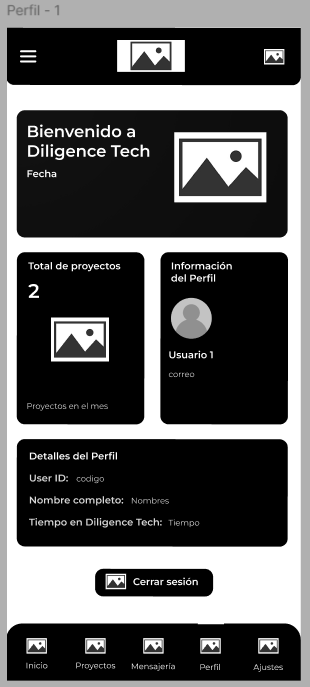 Perfil - 1
Bienvenido a
Diligence Tech
Fecha
Total de proyectos
2
Proyectos en el mes
Información
del Perfil
Usuario 1
correo
Detalles del Perfil
User ID: codigo
Nombre completo: Nombres
Tiempo en Diligence Tech: Tiempo
Cerrar sesión
Inicio Proyectos Mensajería Perfil Ajustes